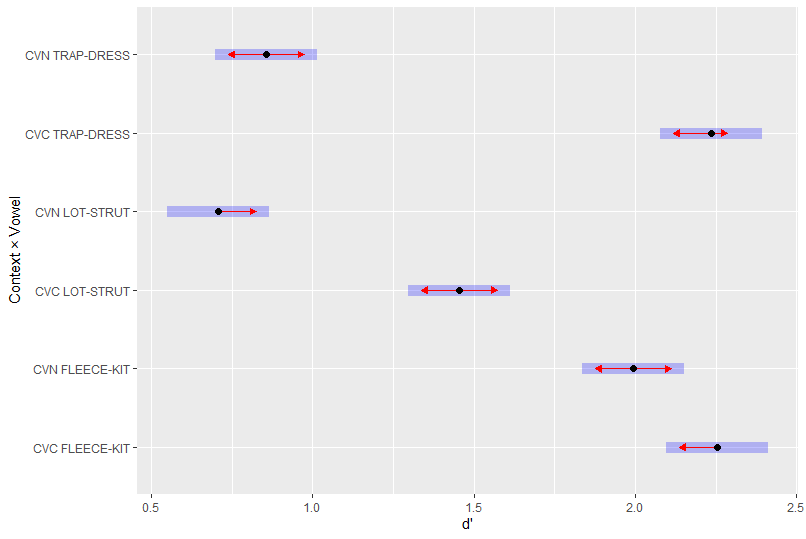 CVN TRAP-DRESS
CVC TRAP-DRESS
CVN LOT-STRUT
CVC LOT-STRUT
CVN FLEECE-KIT
CVC FLEECE-KIT
Context × Vowel
0.5 1.0 1.5 2.0 2.5
d'